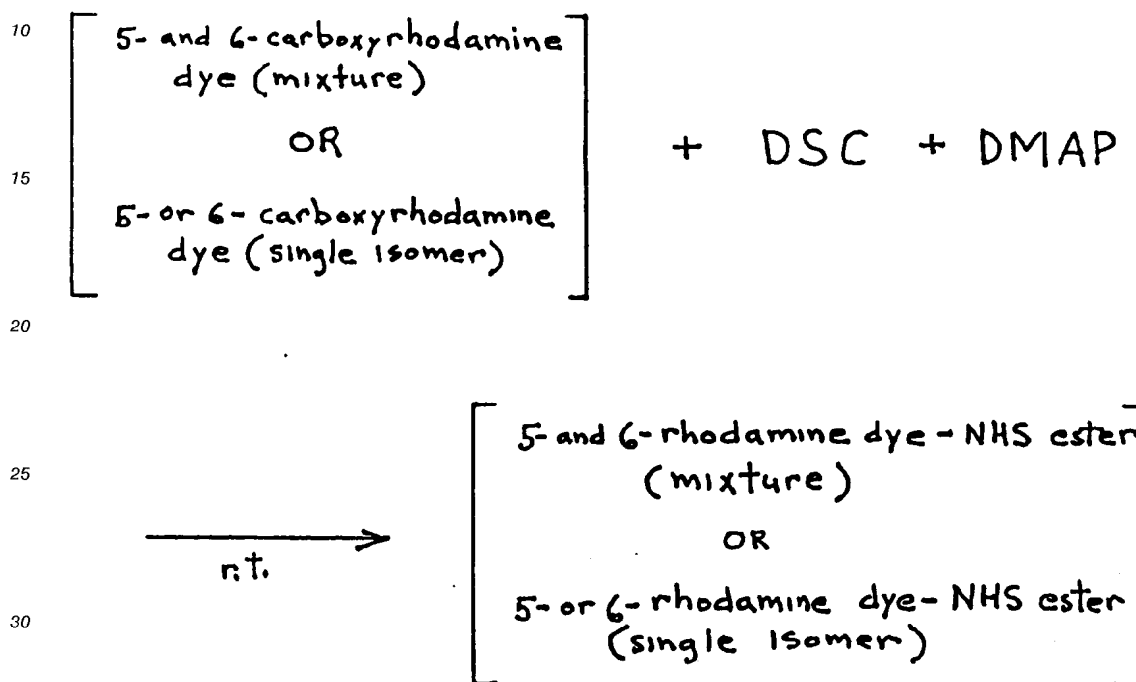 10
5- and 6-carboxyrhodamine
dye (mixture)
OR
15
5- or 6-carboxyrhodamine
dye (single isomer)
+ DSC + DMAP
20
25
5- and 6-rhodamine dye-NHS ester
(mixture)
OR
r.t.
30
5- or 6-rhodamine dye-NHS ester
(single isomer)